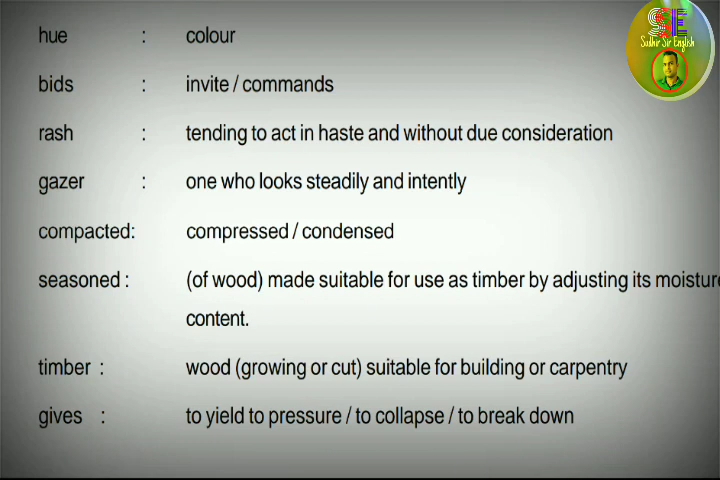 SE
Sudhir Sir English
hue : colour
bids : invite / commands
rash : tending to act in haste and without due consideration
gazer : one who looks steadily and intently
compacted: compressed / condensed
seasoned : (of wood) made suitable for use as timber by adjusting its moisture
content.
timber : wood (growing or cut) suitable for building or carpentry
gives : to yield to pressure / to collapse / to break down